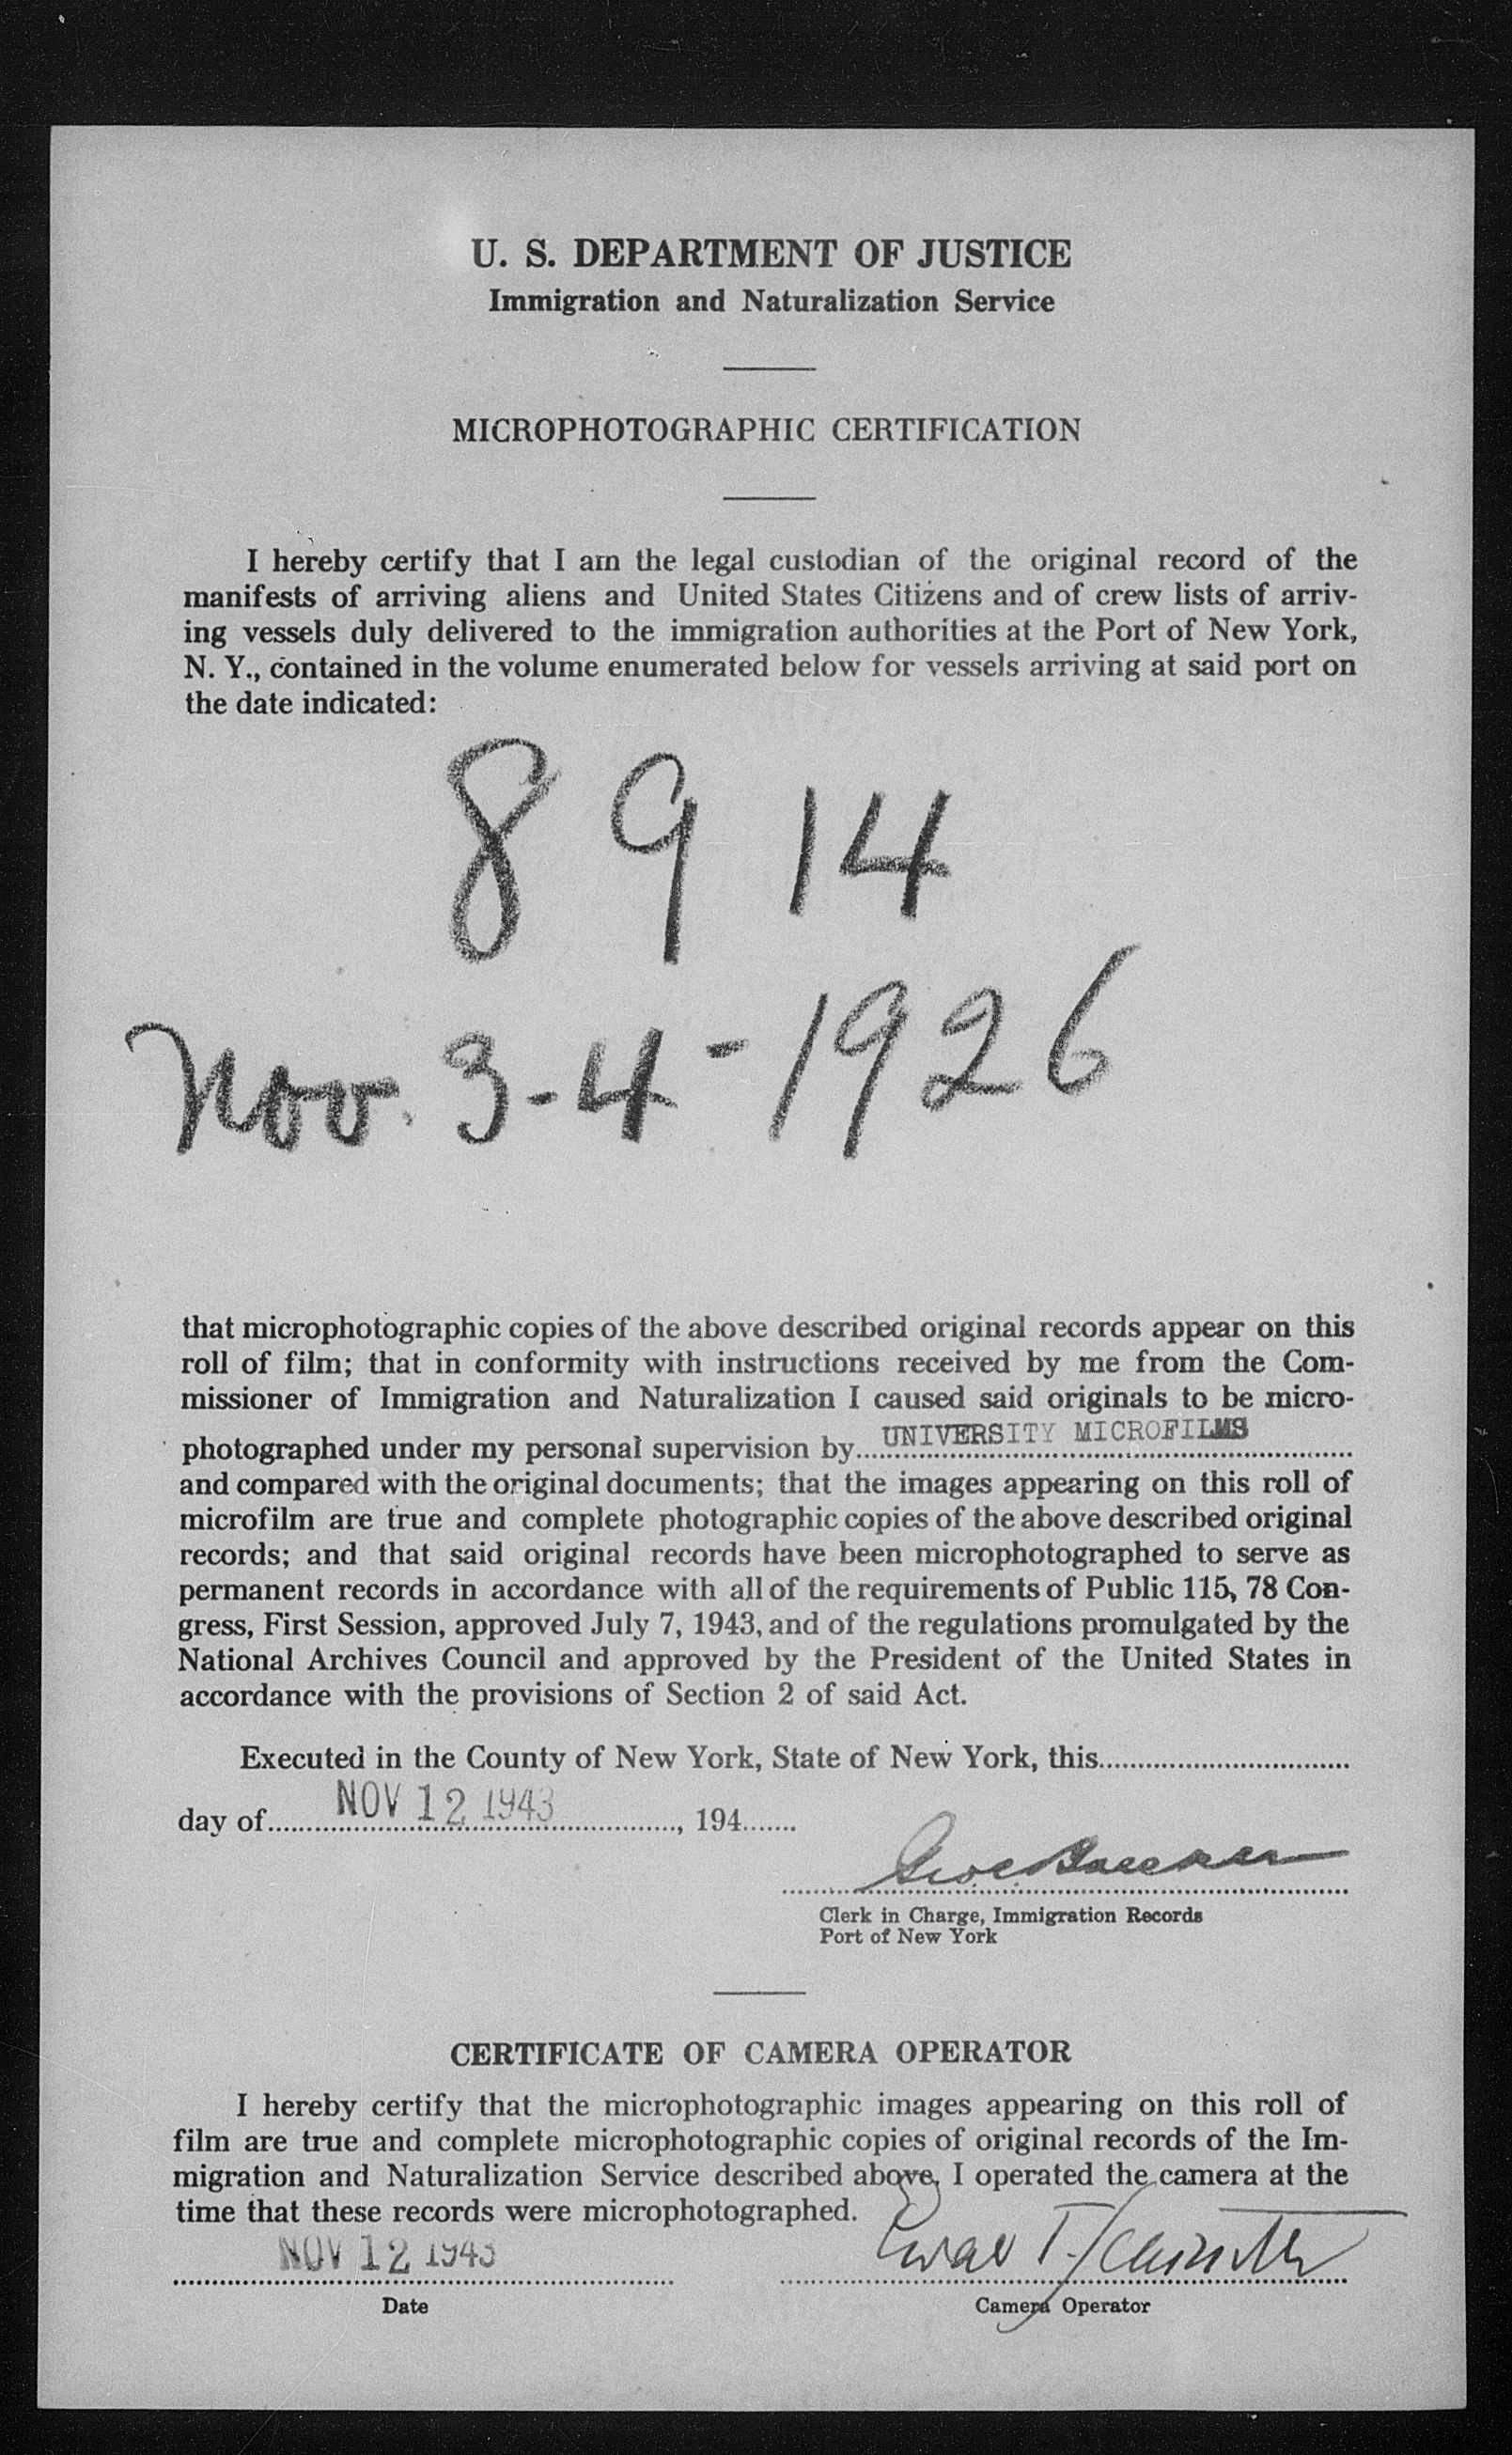 U. S. DEPARTMENT OF JUSTICE
Immigration and Naturalization Service
MICROPHOTOGRAPHIC CERTIFICATION
I hereby certify that I am the legal custodian of the original record of the
manifests of arriving aliens and United States Citizens and of crew lists of arriv-
ing vessels duly delivered to the immigration authorities at the Port of New York,
N. Y., contained in the volume enumerated below for vessels arriving at said port on
the date indicated:
8914
Nov. 3-4-1926
that microphotographic copies of the above described original records appear on this
roll of film; that in conformity with instructions received by me from the Com-
missioner of Immigration and Naturalization I caused said originals to be micro-
photographed under my personal supervision by UNIVERSITY MICROFILMS
and compared with the original documents; that the images appearing on this roll of
microfilm are true and complete photographic copies of the above described original
records; and that said original records have been microphotographed to serve as
permanent records in accordance with all of the requirements of Public 115, 78 Con-
gress, First Session, approved July 7, 1943, and of the regulations promulgated by the
National Archives Council and approved by the President of the United States in
accordance with the provisions of Section 2 of said Act.
Executed in the County of New York, State of New York, this
day of NOV 12 1943, 194
Clerk in Charge, Immigration Records
Port of New York
CERTIFICATE OF CAMERA OPERATOR
I hereby certify that the microphotographic images appearing on this roll of
film are true and complete microphotographic copies of original records of the Im-
migration and Naturalization Service described above, I operated the camera at the
time that these records were microphotographed.
NOV 12 1943
Date
Camera Operator